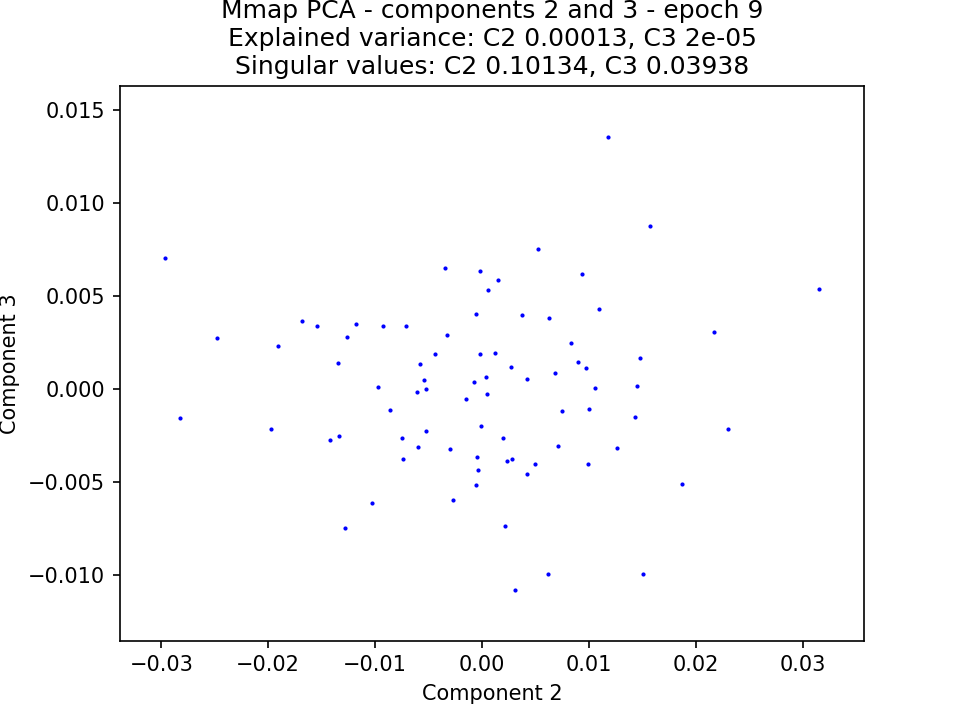 Mmap PCA - components 2 and 3 - epoch 9
Explained variance: C2 0.00013, C3 2e-05
Singular values: C2 0.10134, C3 0.03938
0.015
0.010
0.005
0.000
−0.005
−0.010
Component 3
−0.03 −0.02 −0.01 0.00 0.01 0.02 0.03
Component 2